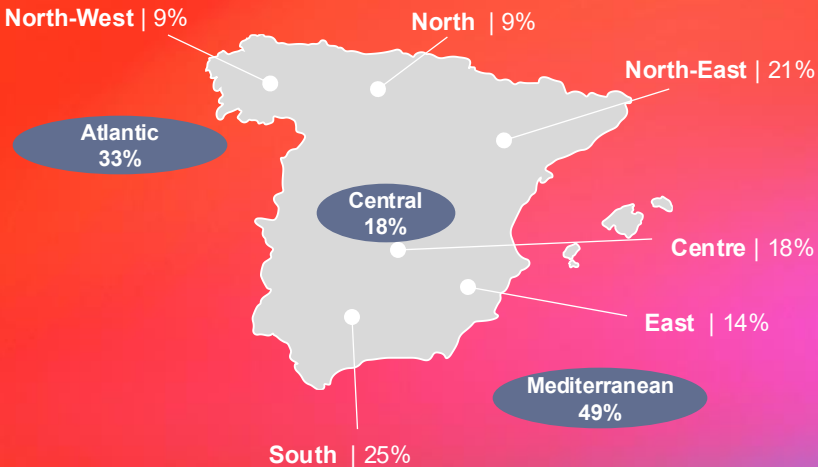 North-West | 9%
North | 9%
North-East | 21%
Atlantic
33%
Central
18%
Centre | 18%
East | 14%
Mediterranean
49%
South | 25%